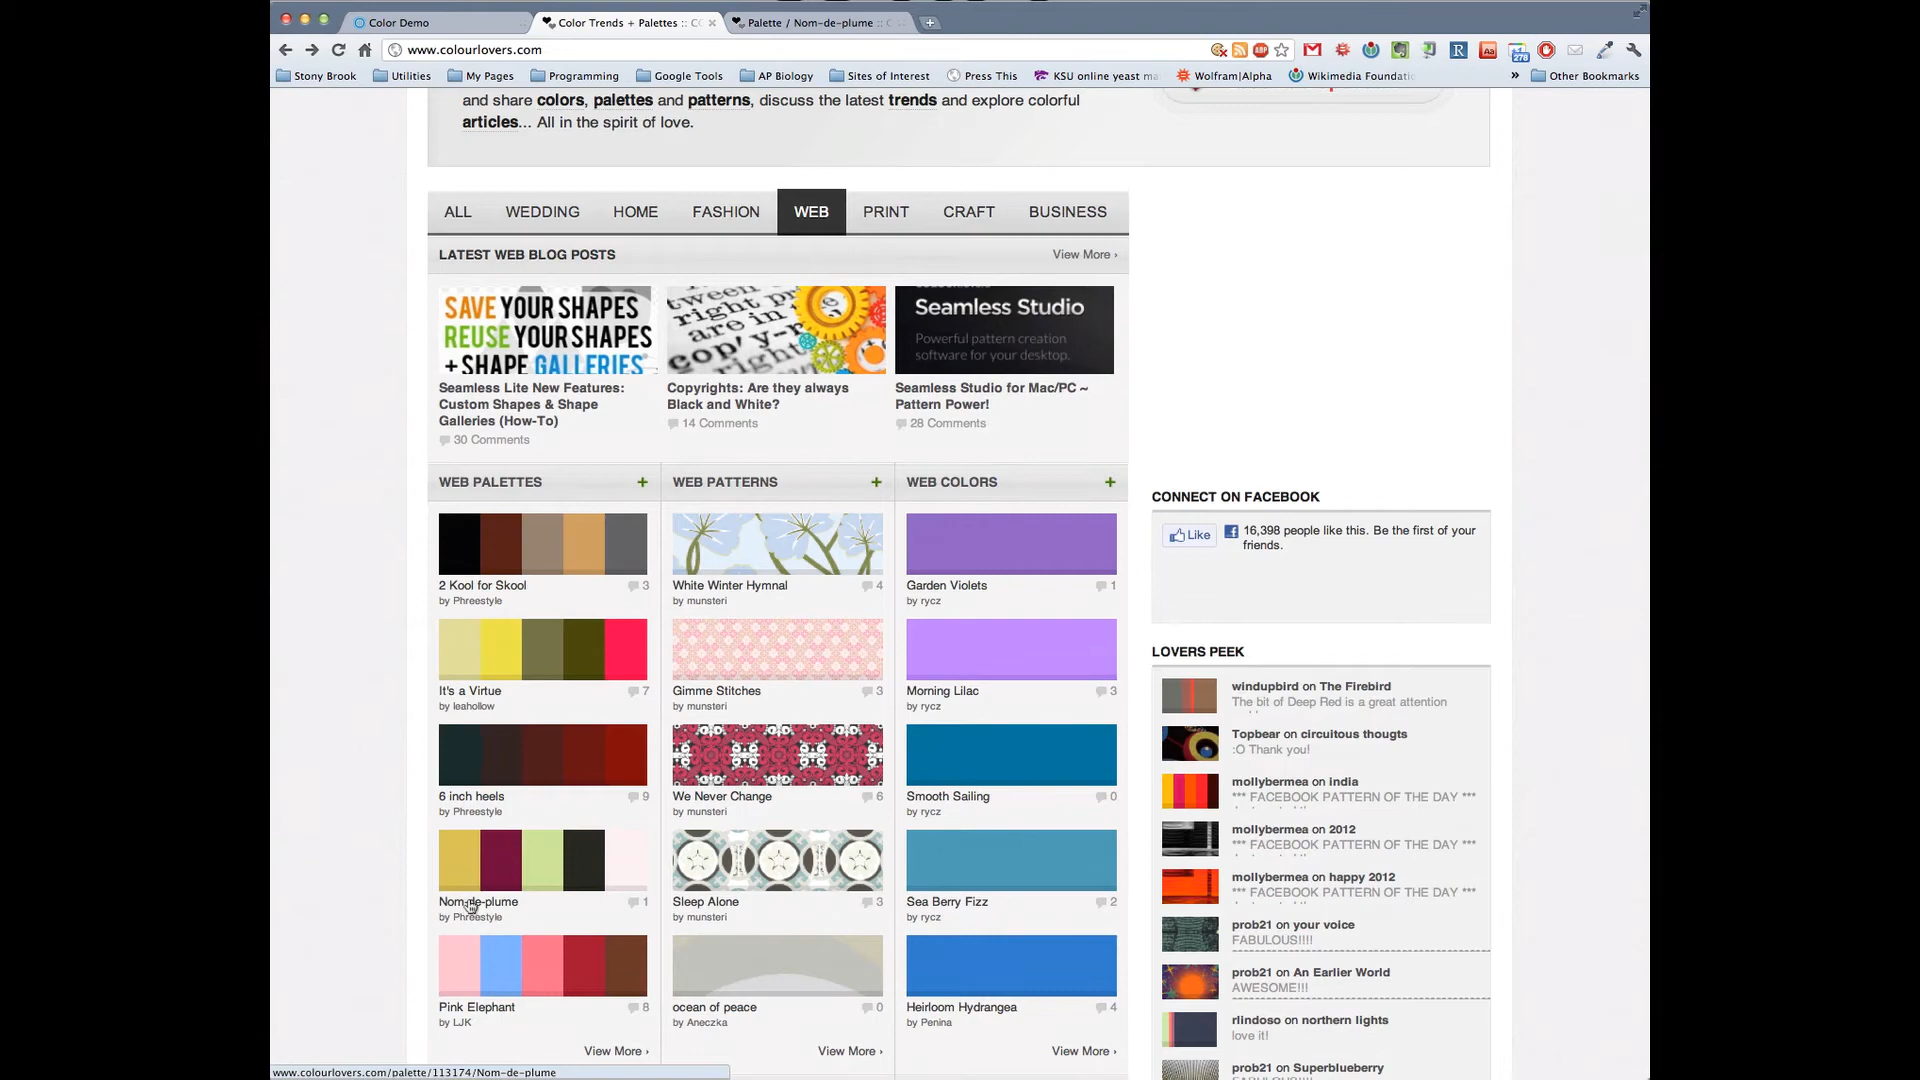 Color Demo
Color Trends + Palettes :: CO
Palette / Nom-de-plume :: C
www.colourlovers.com
Stony Brook
Utilities
My Pages
Programming
Google Tools
AP Biology
Sites of Interest
Press This
KSU online yeast ma
Wolfram|Alpha
Wikimedia Foundatio
»
Other Bookmarks
and share colors, palettes and patterns, discuss the latest trends and explore colorful
articles... All in the spirit of love.
ALL WEDDING HOME FASHION WEB PRINT CRAFT BUSINESS
LATEST WEB BLOG POSTS
View More ›
SAVE YOUR SHAPES
REUSE YOUR SHAPES
+ SHAPE GALLERIES
Seamless Lite New Features:
Custom Shapes & Shape
Galleries (How-To)
30 Comments
tween
right
are in
copy
right
Copyrights: Are they always
Black and White?
14 Comments
Seamless Studio
Powerful pattern creation
software for your desktop.
Seamless Studio for Mac/PC ~
Pattern Power!
28 Comments
WEB PALETTES +
2 Kool for Skool 3
by Phreestyle
It's a Virtue 7
by leahollow
6 inch heels 9
by Phreestyle
Nom-de-plume 1
by Phreestyle
Pink Elephant 8
by LJK
View More ›
WEB PATTERNS +
White Winter Hymnal 4
by munsteri
Gimme Stitches 3
by munsteri
We Never Change 6
by munsteri
Sleep Alone 3
by munsteri
ocean of peace 0
by Aneczka
View More ›
WEB COLORS +
Garden Violets 1
by rycz
Morning Lilac 3
by rycz
Smooth Sailing 0
by rycz
Sea Berry Fizz 2
by rycz
Heirloom Hydrangea 4
by Penina
View More ›
CONNECT ON FACEBOOK
Like
16,398 people like this. Be the first of your
friends.
LOVERS PEEK
windupbird on The Firebird
The bit of Deep Red is a great attention
Topbear on circuitous thougts
:O Thank you!
mollybermea on india
*** FACEBOOK PATTERN OF THE DAY ***
mollybermea on 2012
*** FACEBOOK PATTERN OF THE DAY ***
mollybermea on happy 2012
*** FACEBOOK PATTERN OF THE DAY ***
prob21 on your voice
FABULOUS!!!!
prob21 on An Earlier World
AWESOME!!!
rlindoso on northern lights
love it!
prob21 on Superblueberry
www.colourlovers.com/palette/113174/Nom-de-plume